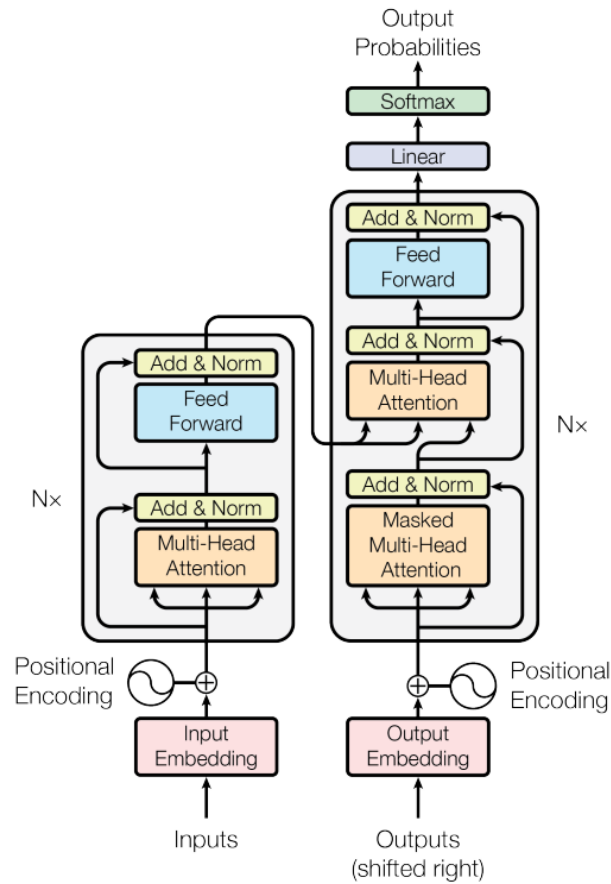 Output
Probabilities
Softmax
Linear
Add & Norm
Feed
Forward
Add & Norm
Multi-Head
Attention
Add & Norm
Masked
Multi-Head
Attention
Nx
Add & Norm
Feed
Forward
Add & Norm
Multi-Head
Attention
Nx
Positional
Encoding
Positional
Encoding
Input
Embedding
Output
Embedding
Inputs
Outputs
(shifted right)